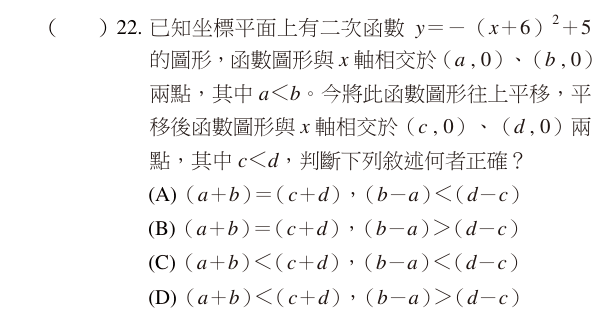 (　　) 22. 已知坐標平面上有二次函數 y=-(x+6)²+5
的圖形，函數圖形與 x 軸相交於(a,0)、(b,0)
兩點，其中 a<b。今將此函數圖形往上平移，平
移後函數圖形與 x 軸相交於(c,0)、(d,0)兩
點，其中 c<d，判斷下列敘述何者正確？
(A) (a+b)=(c+d)，(b-a)<(d-c)
(B) (a+b)=(c+d)，(b-a)>(d-c)
(C) (a+b)<(c+d)，(b-a)<(d-c)
(D) (a+b)<(c+d)，(b-a)>(d-c)